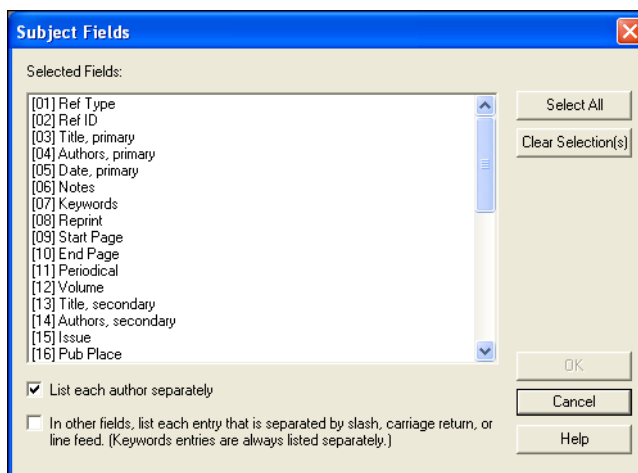 Subject Fields
Selected Fields:
[01] Ref Type
[02] Ref ID
[03] Title, primary
[04] Authors, primary
[05] Date, primary
[06] Notes
[07] Keywords
[08] Reprint
[09] Start Page
[10] End Page
[11] Periodical
[12] Volume
[13] Title, secondary
[14] Authors, secondary
[15] Issue
[16] Pub Place
Select All
Clear Selection(s)
List each author separately
In other fields, list each entry that is separated by slash, carriage return, or
line feed. (Keywords entries are always listed separately.)
OK
Cancel
Help